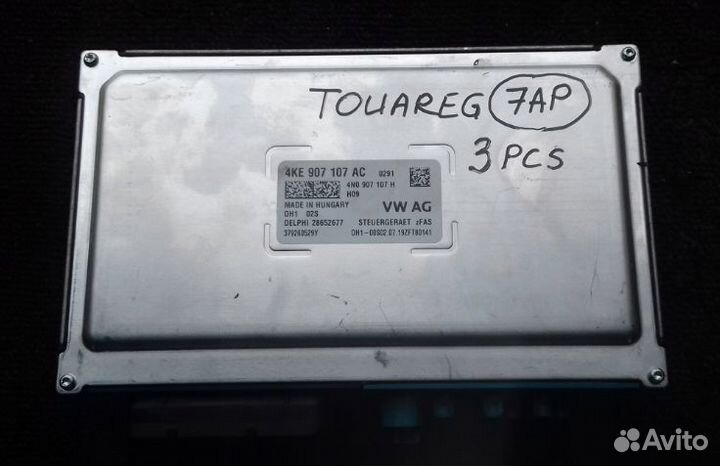 TOUAREG 7AP
3 PCS
4KE 907 107 AC 0291
4N0 907 107 H
H09
MADE IN HUNGARY
DH1 02S
VW AG
DELPHI 28652677 STEUERGERAET zFAS
379260529Y DH1-00S02.07.19ZFT80141
Avito